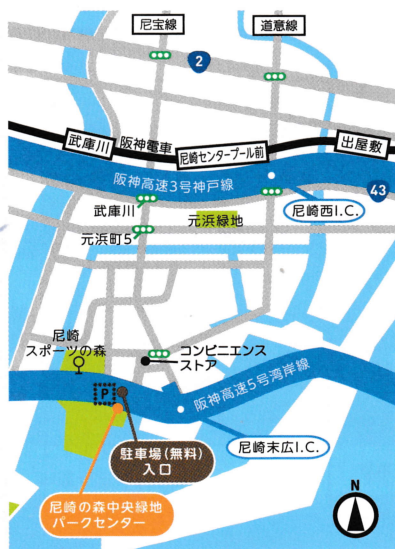 尼宝線
道意線
2
武庫川
阪神電車
尼崎センタープール前
出屋敷
阪神高速3号神戸線
43
武庫川
元浜緑地
尼崎西I.C.
元浜町5
尼崎
スポーツの森
コンビニエンス
ストア
P
阪神高速5号湾岸線
駐車場(無料)
入口
尼崎末広I.C.
尼崎の森中央緑地
パークセンター
N